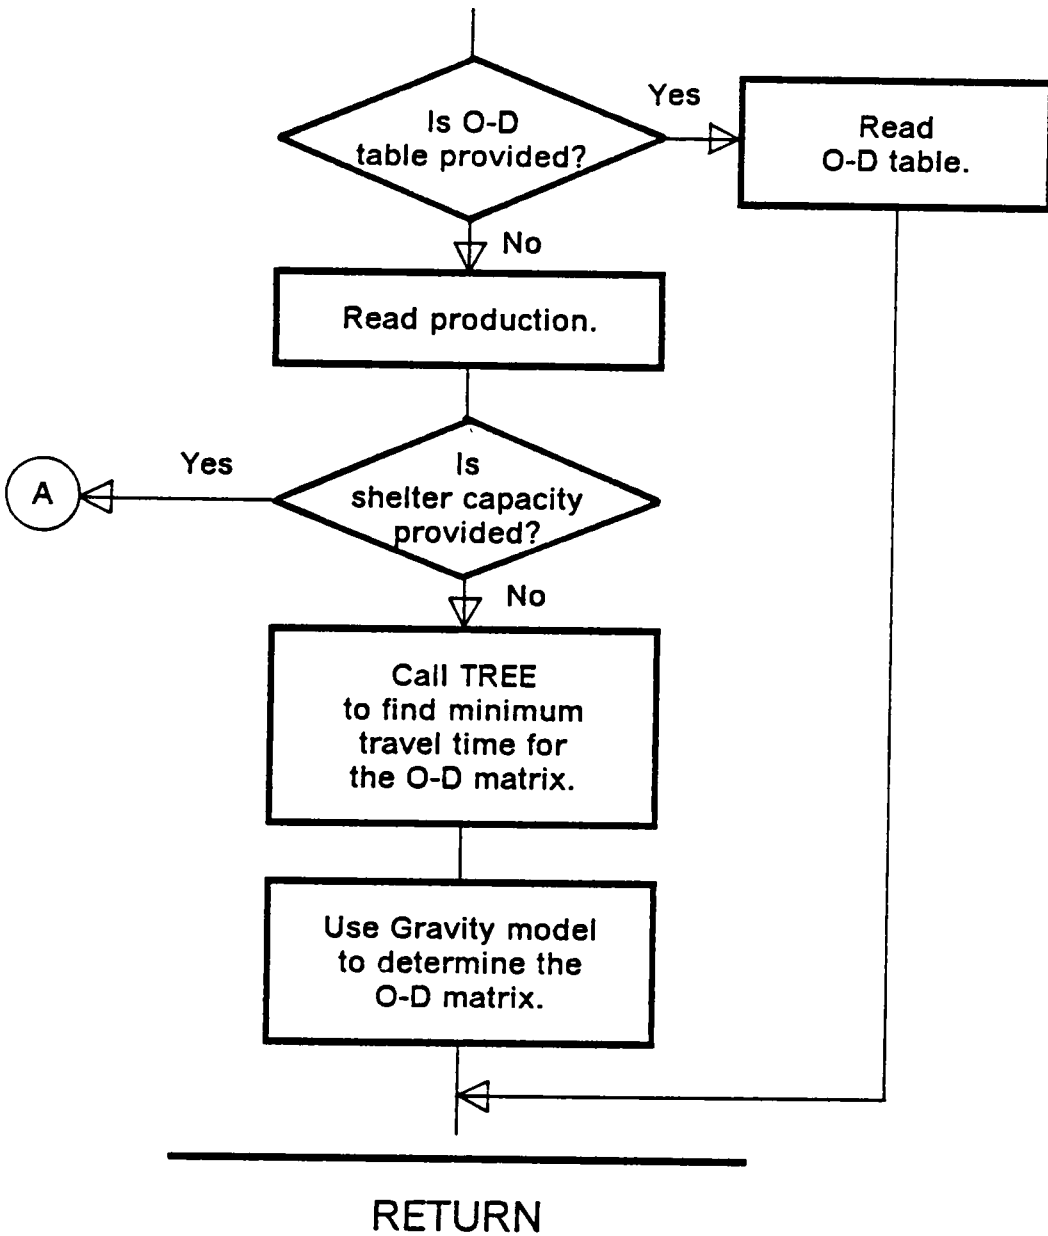 Is O-D
table provided?
Yes
Read
O-D table.
No
Read production.
Is
shelter capacity
provided?
Yes
A
No
Call TREE
to find minimum
travel time for
the O-D matrix.
Use Gravity model
to determine the
O-D matrix.
RETURN